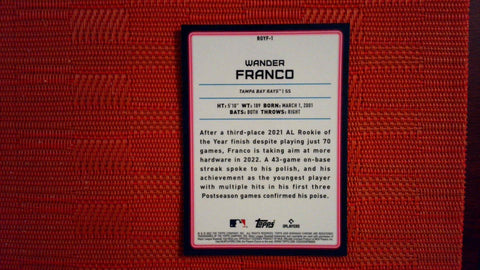 BOYP-1
WANDER
FRANCO
TAMPA BAY RAYS™ | SS
HT: 5'10" WT: 189 BORN: MARCH 1, 2001
BATS: BOTH THROWS: RIGHT
After a third-place 2021 AL Rookie of
the Year finish despite playing just 70
games, Franco is taking aim at more
hardware in 2022. A 43-game on-base
streak spoke to his polish, and his
achievement as the youngest player
with multiple hits in his first three
Postseason games confirmed his poise.
topps PLAYERS